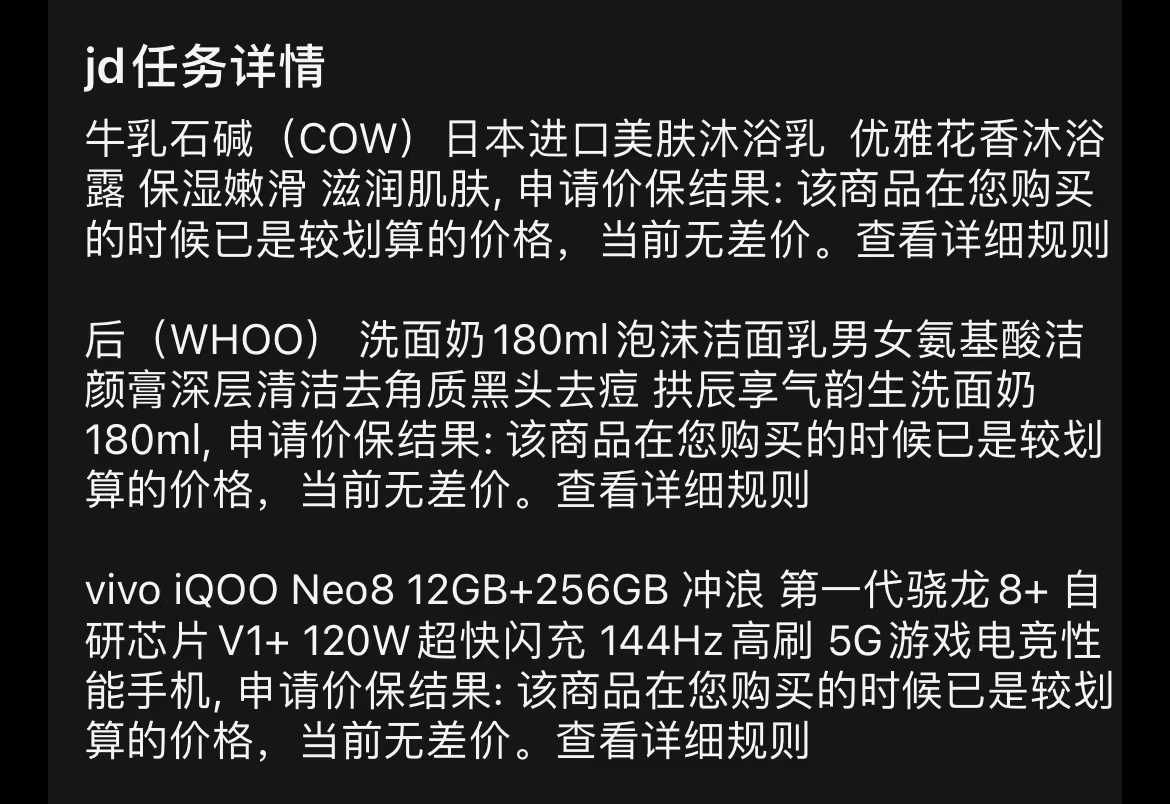 jd任务详情
牛乳石碱（COW）日本进口美肤沐浴乳 优雅花香沐浴
露 保湿嫩滑 滋润肌肤, 申请价保结果: 该商品在您购买
的时候已是较划算的价格，当前无差价。查看详细规则
后（WHOO） 洗面奶180ml泡沫洁面乳男女氨基酸洁
颜膏深层清洁去角质黑头去痘 拱辰享气韵生洗面奶
180ml, 申请价保结果: 该商品在您购买的时候已是较划
算的价格，当前无差价。查看详细规则
vivo iQOO Neo8 12GB+256GB 冲浪 第一代骁龙8+ 自
研芯片V1+ 120W超快闪充 144Hz高刷 5G游戏电竞性
能手机, 申请价保结果: 该商品在您购买的时候已是较划
算的价格，当前无差价。查看详细规则